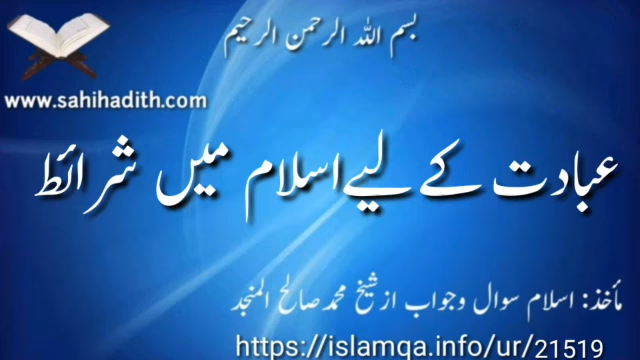 بسم اللہ الرحمن الرحیم
www.sahihadith.com
عبادت کے لیے اسلام میں شرائط
مأخذ: اسلام سوال وجواب از شیخ محمد صالح المنجد
https://islamqa.info/ur/21519